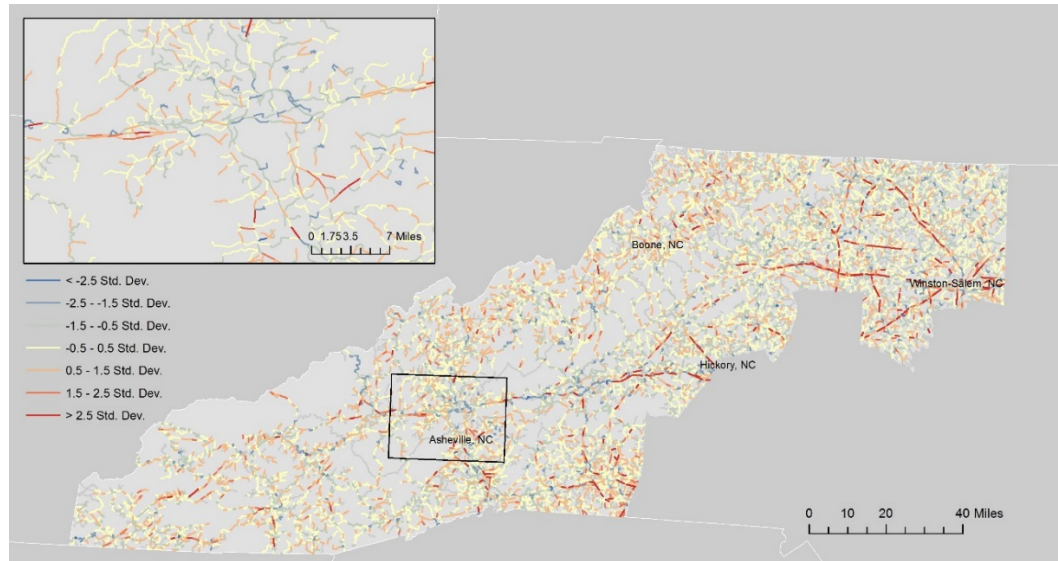 0 1.753.5 7 Miles
< -2.5 Std. Dev.
-2.5 - -1.5 Std. Dev.
-1.5 - -0.5 Std. Dev.
-0.5 - 0.5 Std. Dev.
0.5 - 1.5 Std. Dev.
1.5 - 2.5 Std. Dev.
> 2.5 Std. Dev.
Boone, NC
Winston-Salem, NC
Hickory, NC
Asheville, NC
0 10 20 40 Miles